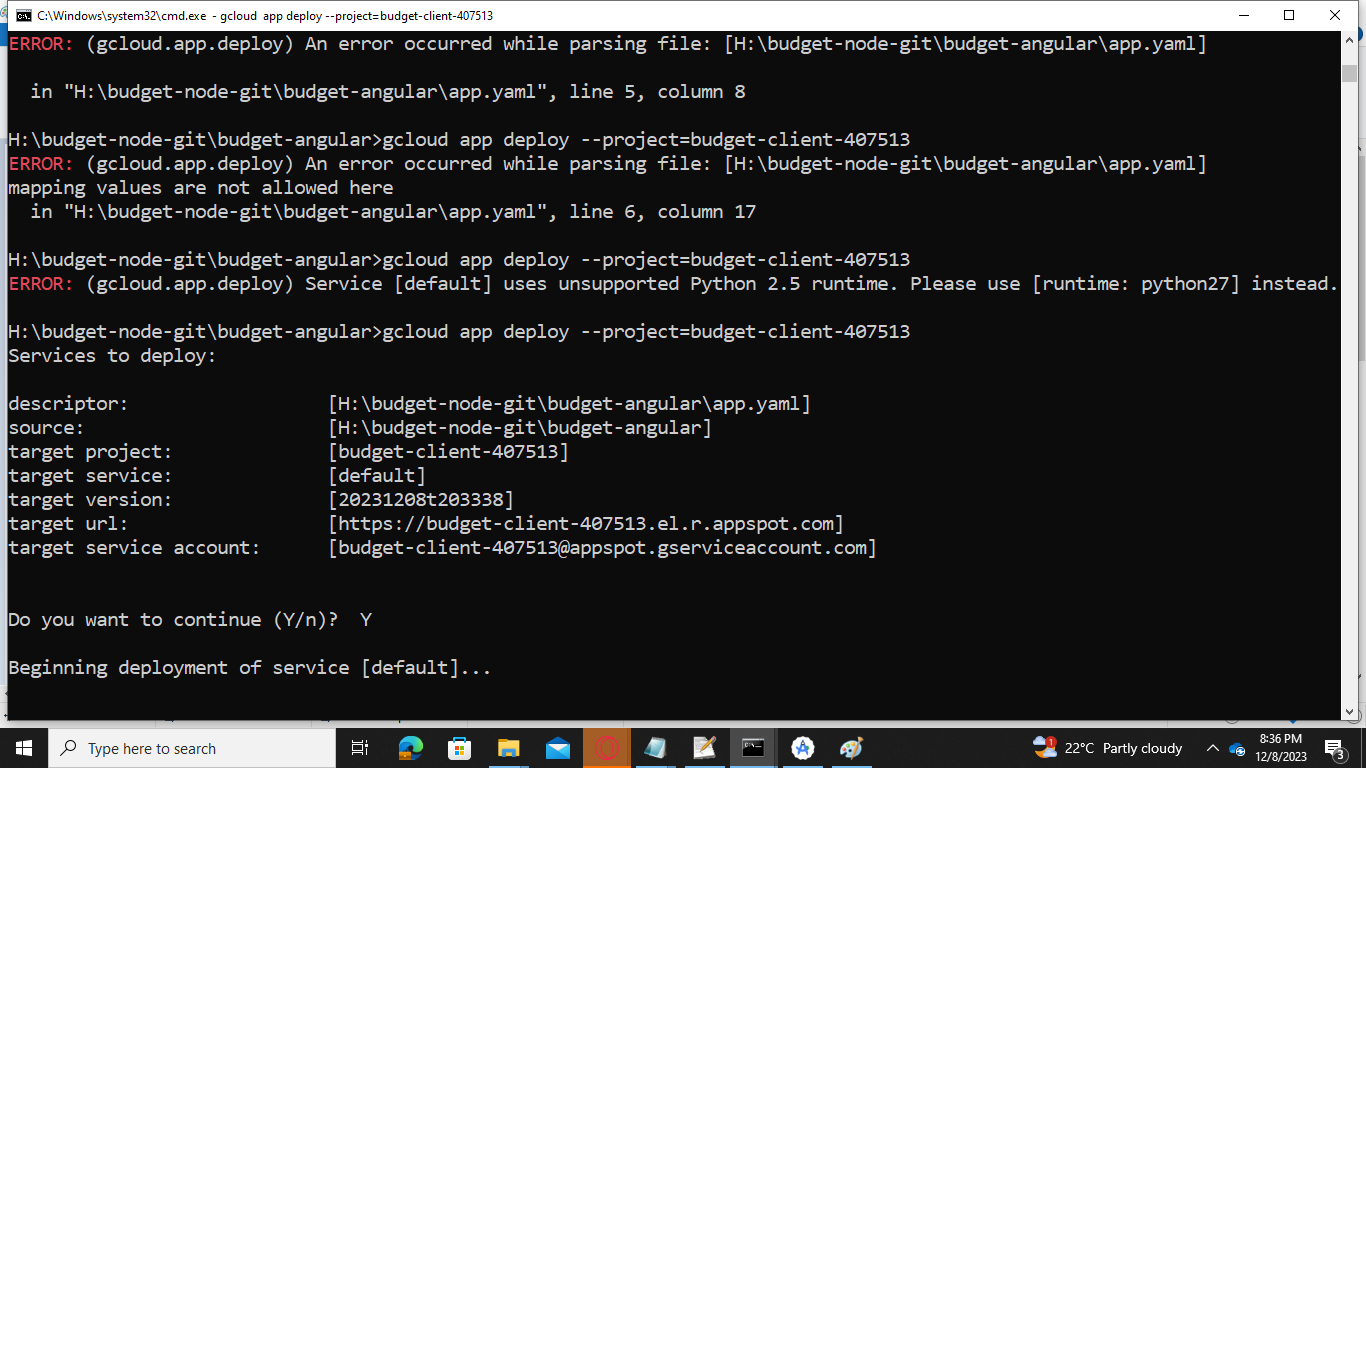 C:\Windows\system32\cmd.exe - gcloud  app deploy --project=budget-client-407513
ERROR: (gcloud.app.deploy) An error occurred while parsing file: [H:\budget-node-git\budget-angular\app.yaml]
in "H:\budget-node-git\budget-angular\app.yaml", line 5, column 8
H:\budget-node-git\budget-angular>gcloud app deploy --project=budget-client-407513
ERROR: (gcloud.app.deploy) An error occurred while parsing file: [H:\budget-node-git\budget-angular\app.yaml]
mapping values are not allowed here
in "H:\budget-node-git\budget-angular\app.yaml", line 6, column 17
H:\budget-node-git\budget-angular>gcloud app deploy --project=budget-client-407513
ERROR: (gcloud.app.deploy) Service [default] uses unsupported Python 2.5 runtime. Please use [runtime: python27] instead.
H:\budget-node-git\budget-angular>gcloud app deploy --project=budget-client-407513
Services to deploy:
descriptor: [H:\budget-node-git\budget-angular\app.yaml]
source: [H:\budget-node-git\budget-angular]
target project: [budget-client-407513]
target service: [default]
target version: [20231208t203338]
target url: [https://budget-client-407513.el.r.appspot.com]
target service account: [budget-client-407513@appspot.gserviceaccount.com]
Do you want to continue (Y/n)?  Y
Beginning deployment of service [default]...
Type here to search
1
22°C Partly cloudy
8:36 PM
12/8/2023
3